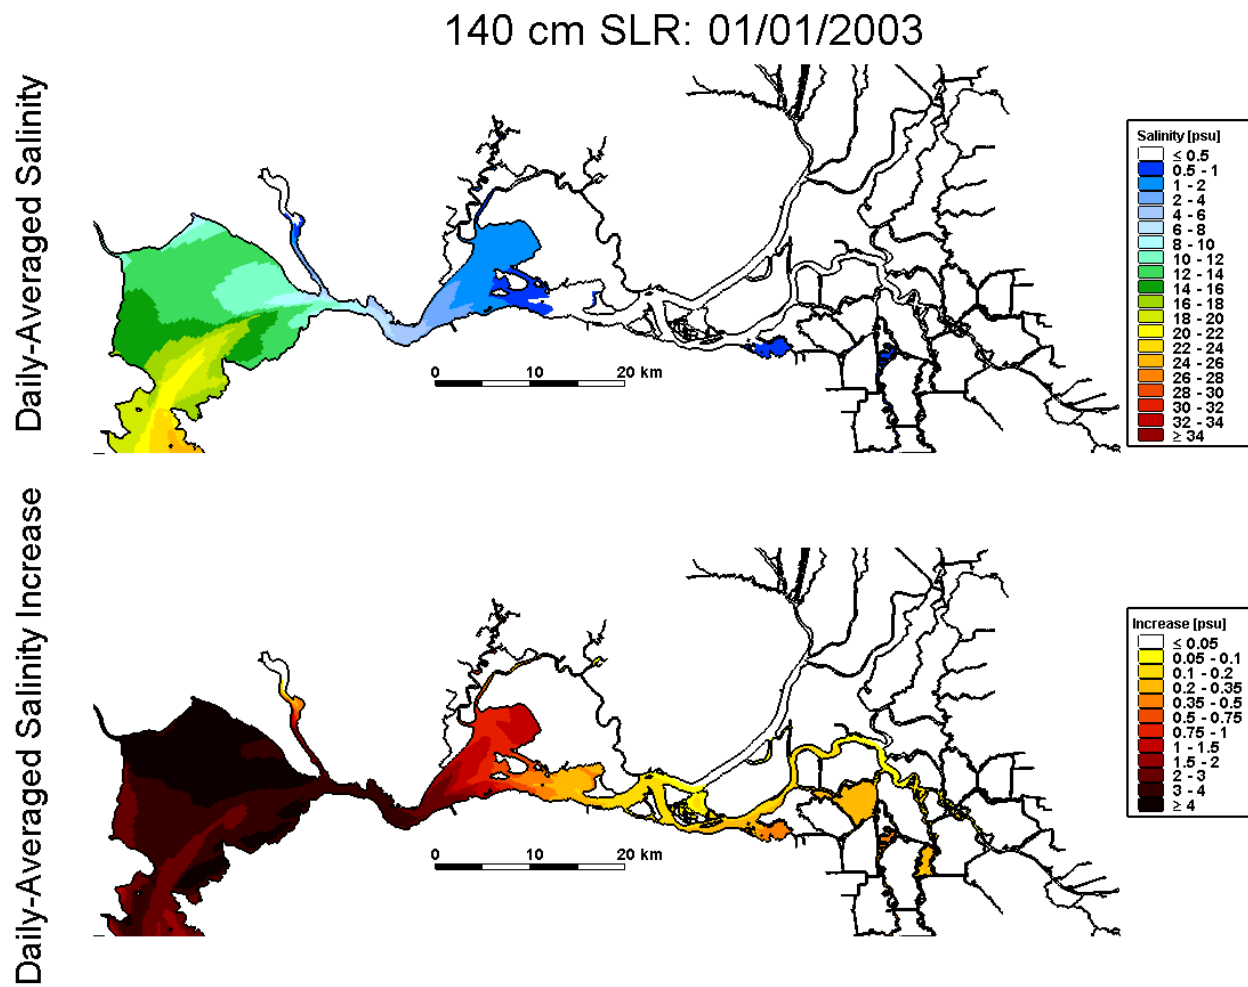 140 cm SLR: 01/01/2003
Daily-Averaged Salinity
Salinity [psu]
≤ 0.5
0.5 - 1
1 - 2
2 - 4
4 - 6
6 - 8
8 - 10
10 - 12
12 - 14
14 - 16
16 - 18
18 - 20
20 - 22
22 - 24
24 - 26
26 - 28
28 - 30
30 - 32
32 - 34
≥ 34
0 10 20 km
Daily-Averaged Salinity Increase
Increase [psu]
≤ 0.05
0.05 - 0.1
0.1 - 0.2
0.2 - 0.35
0.35 - 0.5
0.5 - 0.75
0.75 - 1
1 - 1.5
1.5 - 2
2 - 3
3 - 4
≥ 4
0 10 20 km